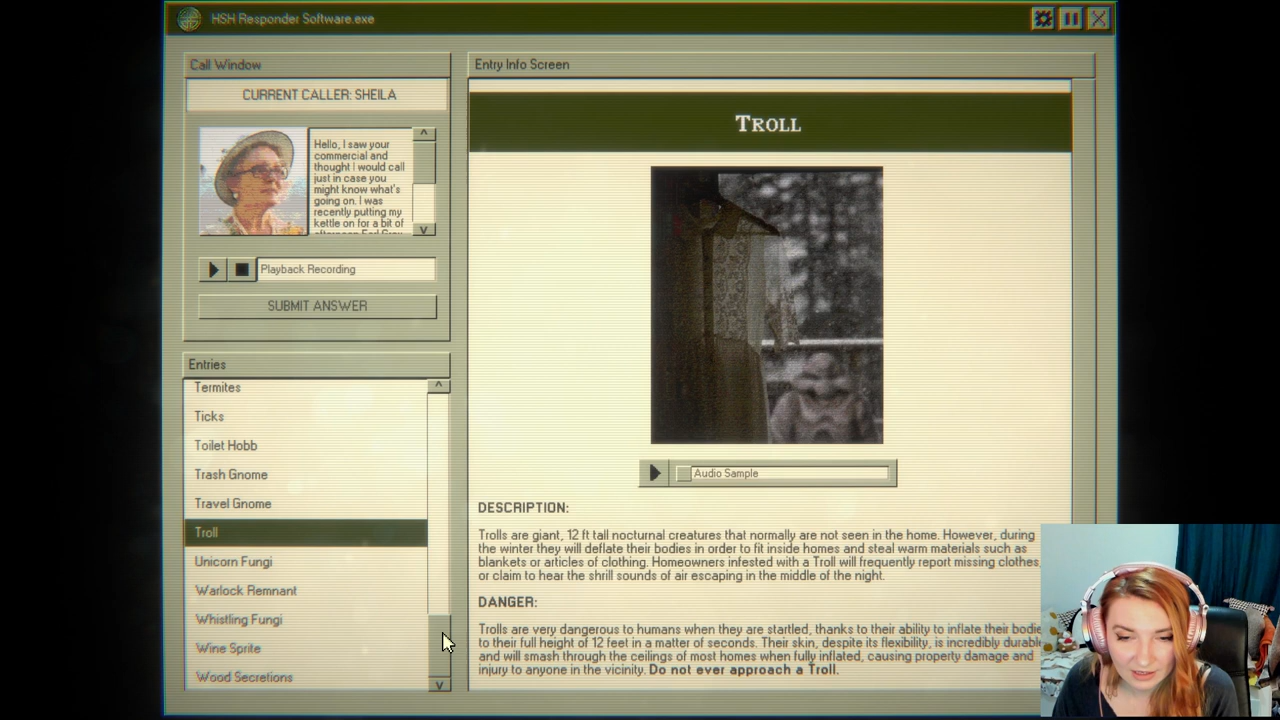 HSH Responder Software.exe
Call Window
CURRENT CALLER: SHEILA
Hello, I saw your
commercial and
thought I would call
just in case you
might know what's
going on. I was
recently putting my
kettle on for a bit of
Playback Recording
SUBMIT ANSWER
Entries
Termites
Ticks
Toilet Hobb
Trash Gnome
Travel Gnome
Troll
Unicorn Fungi
Warlock Remnant
Whistling Fungi
Wine Sprite
Wood Secretions
Entry Info Screen
TROLL
Audio Sample
DESCRIPTION:
Trolls are giant, 12 ft tall nocturnal creatures that normally are not seen in the home. However, during
the winter they will deflate their bodies in order to fit inside homes and steal warm materials such as
blankets or articles of clothing. Homeowners infested with a Troll will frequently report missing clothes,
or claim to hear the shrill sounds of air escaping in the middle of the night.
DANGER:
Trolls are very dangerous to humans when they are startled, thanks to their ability to inflate their bodie
to their full height of 12 feet in a matter of seconds. Their skin, despite its flexibility, is incredibly durabl
and will smash through the ceilings of most homes when fully inflated, causing property damage and
injury to anyone in the vicinity. Do not ever approach a Troll.